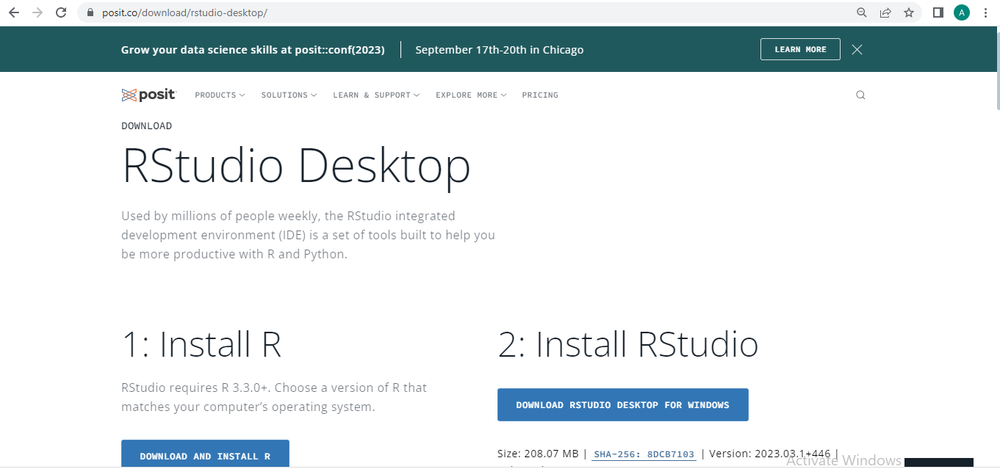 posit.co/download/rstudio-desktop/
A
Grow your data science skills at posit::conf(2023)
September 17th-20th in Chicago
LEARN MORE
posit
PRODUCTS
SOLUTIONS
LEARN & SUPPORT
EXPLORE MORE
PRICING
DOWNLOAD
RStudio Desktop
Used by millions of people weekly, the RStudio integrated
development environment (IDE) is a set of tools built to help you
be more productive with R and Python.
1: Install R
RStudio requires R 3.3.0+. Choose a version of R that
matches your computer’s operating system.
DOWNLOAD AND INSTALL R
2: Install RStudio
DOWNLOAD RSTUDIO DESKTOP FOR WINDOWS
Size: 208.07 MB | SHA-256: 8DCB7103 | Version: 2023.03.1+446 |
Activate Windows